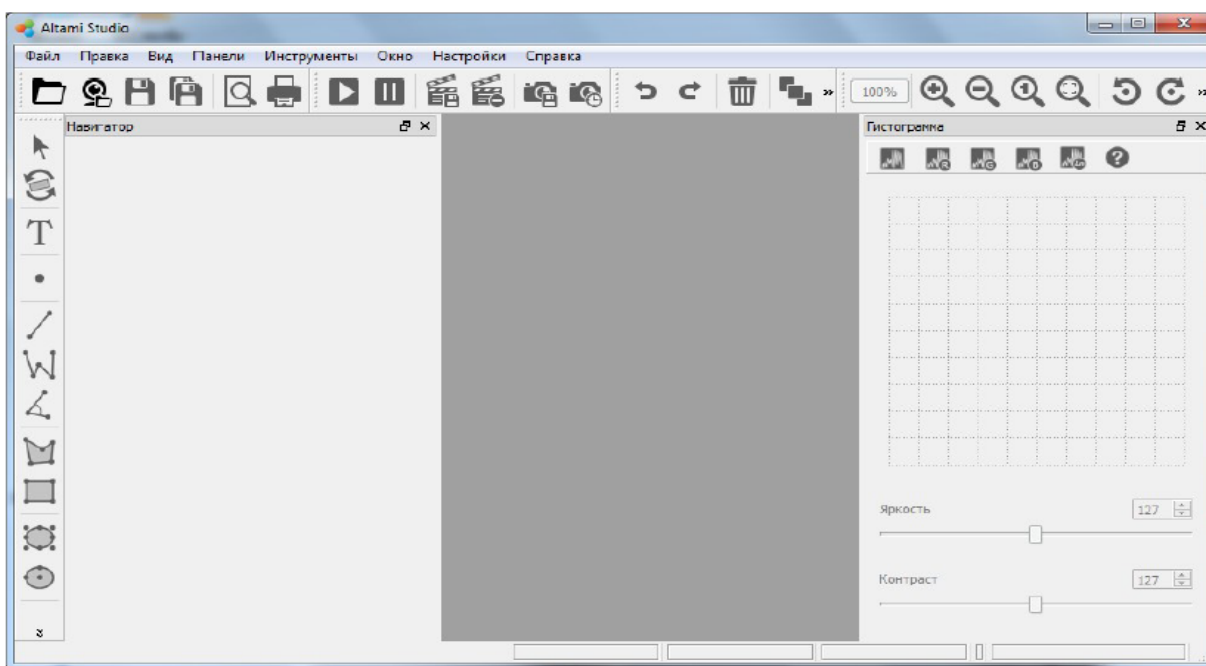 Altami Studio
Файл Правка Вид Панели Инструменты Окно Настройки Справка
100%
Навигатор
Гистограмма
T
Яркость 127
Контраст 127